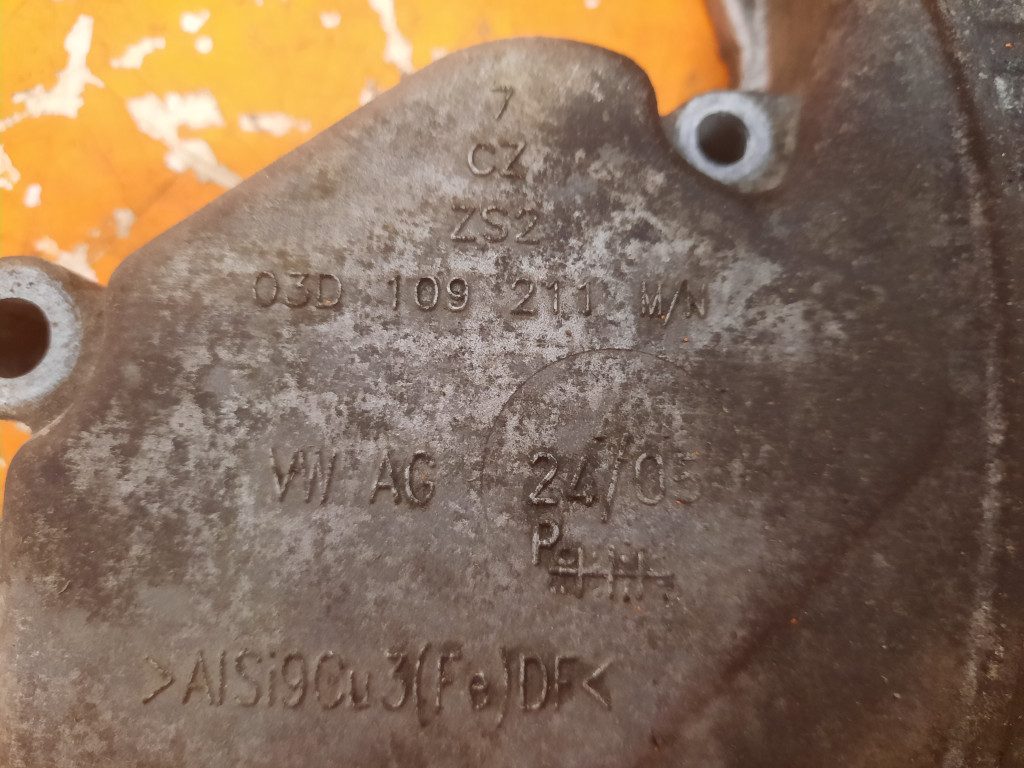 7
CZ
ZS2
03D 109 211 M/N
VW AG 24/05
P
>AlSi9Cu3(Fe)DF<